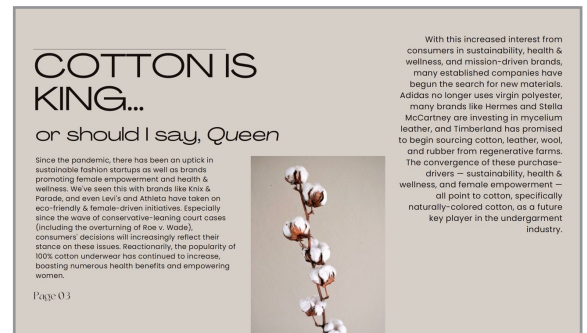 COTTON IS
KING...
or should I say, Queen
Since the pandemic, there has been an uptick in
sustainable fashion startups as well as brands
promoting female empowerment and health &
wellness. We've seen this with brands like Knix &
Parade, and even Levi's and Athleta have taken on
eco-friendly & female-driven initiatives. Especially
since the wave of conservative-leaning court cases
(including the overturning of Roe v. Wade),
consumers' decisions will increasingly reflect their
stance on these issues. Reactionarily, the popularity of
100% cotton underwear has continued to increase,
boasting numerous health benefits and empowering
women.
Page 03
With this increased interest from
consumers in sustainability, health &
wellness, and mission-driven brands,
many established companies have
begun the search for new materials.
Adidas no longer uses virgin polyester,
many brands like Hermes and Stella
McCartney are investing in mycelium
leather, and Timberland has promised
to begin sourcing cotton, leather, wool,
and rubber from regenerative farms.
The convergence of these purchase-
drivers — sustainability, health &
wellness, and female empowerment —
all point to cotton, specifically
naturally-colored cotton, as a future
key player in the undergarment
industry.